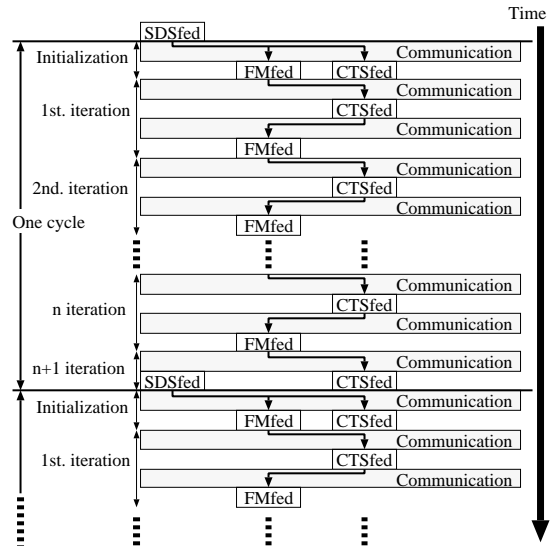 Time
SDSfed
Communication
Initialization
FMfed CTSfed
Communication
1st. iteration
CTSfed
Communication
FMfed
Communication
2nd. iteration
CTSfed
Communication
One cycle
FMfed
Communication
n iteration
CTSfed
Communication
FMfed
Communication
n+1 iteration
SDSfed CTSfed
Communication
Initialization
FMfed CTSfed
Communication
1st. iteration
CTSfed
Communication
FMfed